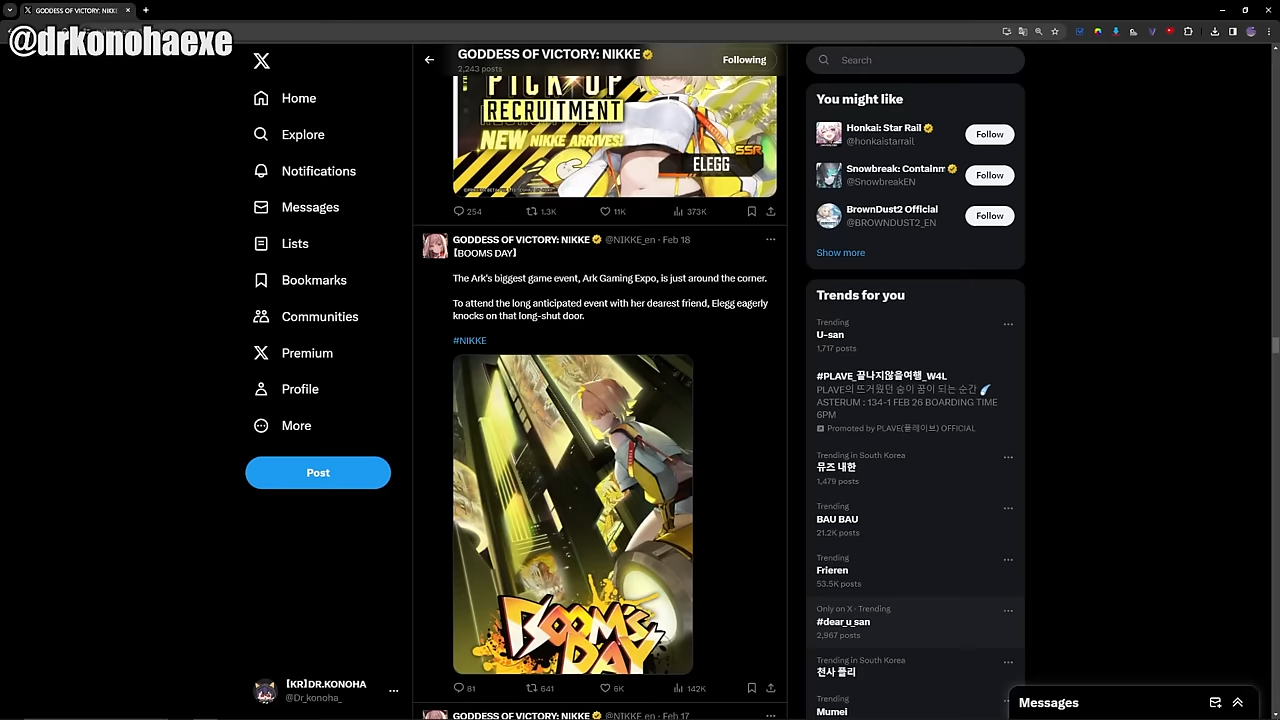 GODDESS OF VICTORY: NIKK
@drkonohaexe
GODDESS OF VICTORY: NIKKE
2,243 posts
Following
Search
Home
Explore
Notifications
Messages
Lists
Bookmarks
Communities
Premium
Profile
More
Post
【KR】DR.KONOHA
@Dr_konoha_
PICK UP
RECRUITMENT
NEW NIKKE ARRIVES!
SSR
ELEGG
254
1.3K
11K
373K
GODDESS OF VICTORY: NIKKE @NIKKE_en · Feb 18
【BOOMS DAY】
The Ark's biggest game event, Ark Gaming Expo, is just around the corner.
To attend the long anticipated event with her dearest friend, Elegg eagerly
knocks on that long-shut door.
#NIKKE
BOOM'S
DAY
81
641
6K
142K
GODDESS OF VICTORY: NIKKE @NIKKE_en · Feb 17
You might like
Honkai: Star Rail
@honkaistarrail
Follow
Snowbreak: Containm
@SnowbreakEN
Follow
BrownDust2 Official
@BROWNDUST2_EN
Follow
Show more
Trends for you
Trending
U-san
1,717 posts
#PLAVE_끝나지않을여행_W4L
PLAVE의 뜨거웠던 숨이 꿈이 되는 순간
ASTERUM : 134-1 FEB 26 BOARDING TIME
6PM
Promoted by PLAVE(플레이브) OFFICIAL
Trending in South Korea
뮤즈 내한
1,479 posts
Trending
BAU BAU
21.2K posts
Trending
Frieren
53.5K posts
Only on X · Trending
#dear_u_san
2,967 posts
Trending in South Korea
천사 폴리
Trending
Mumei
Messages